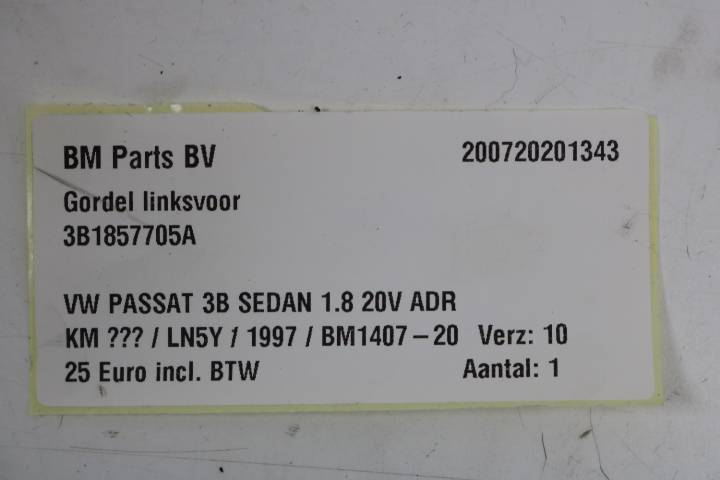 BM Parts BV 200720201343
Gordel linksvoor
3B1857705A
VW PASSAT 3B SEDAN 1.8 20V ADR
KM ??? / LN5Y / 1997 / BM1407-20 Verz: 10
25 Euro incl. BTW Aantal: 1